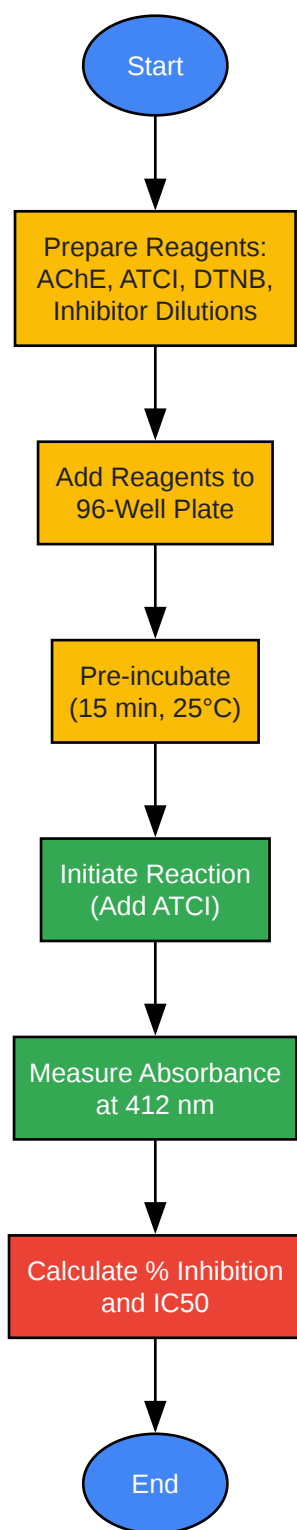 Start
Prepare Reagents:
AChE, ATCI, DTNB,
Inhibitor Dilutions
Add Reagents to
96-Well Plate
Pre-incubate
(15 min, 25°C)
Initiate Reaction
(Add ATCI)
Measure Absorbance
at 412 nm
Calculate % Inhibition
and IC50
End